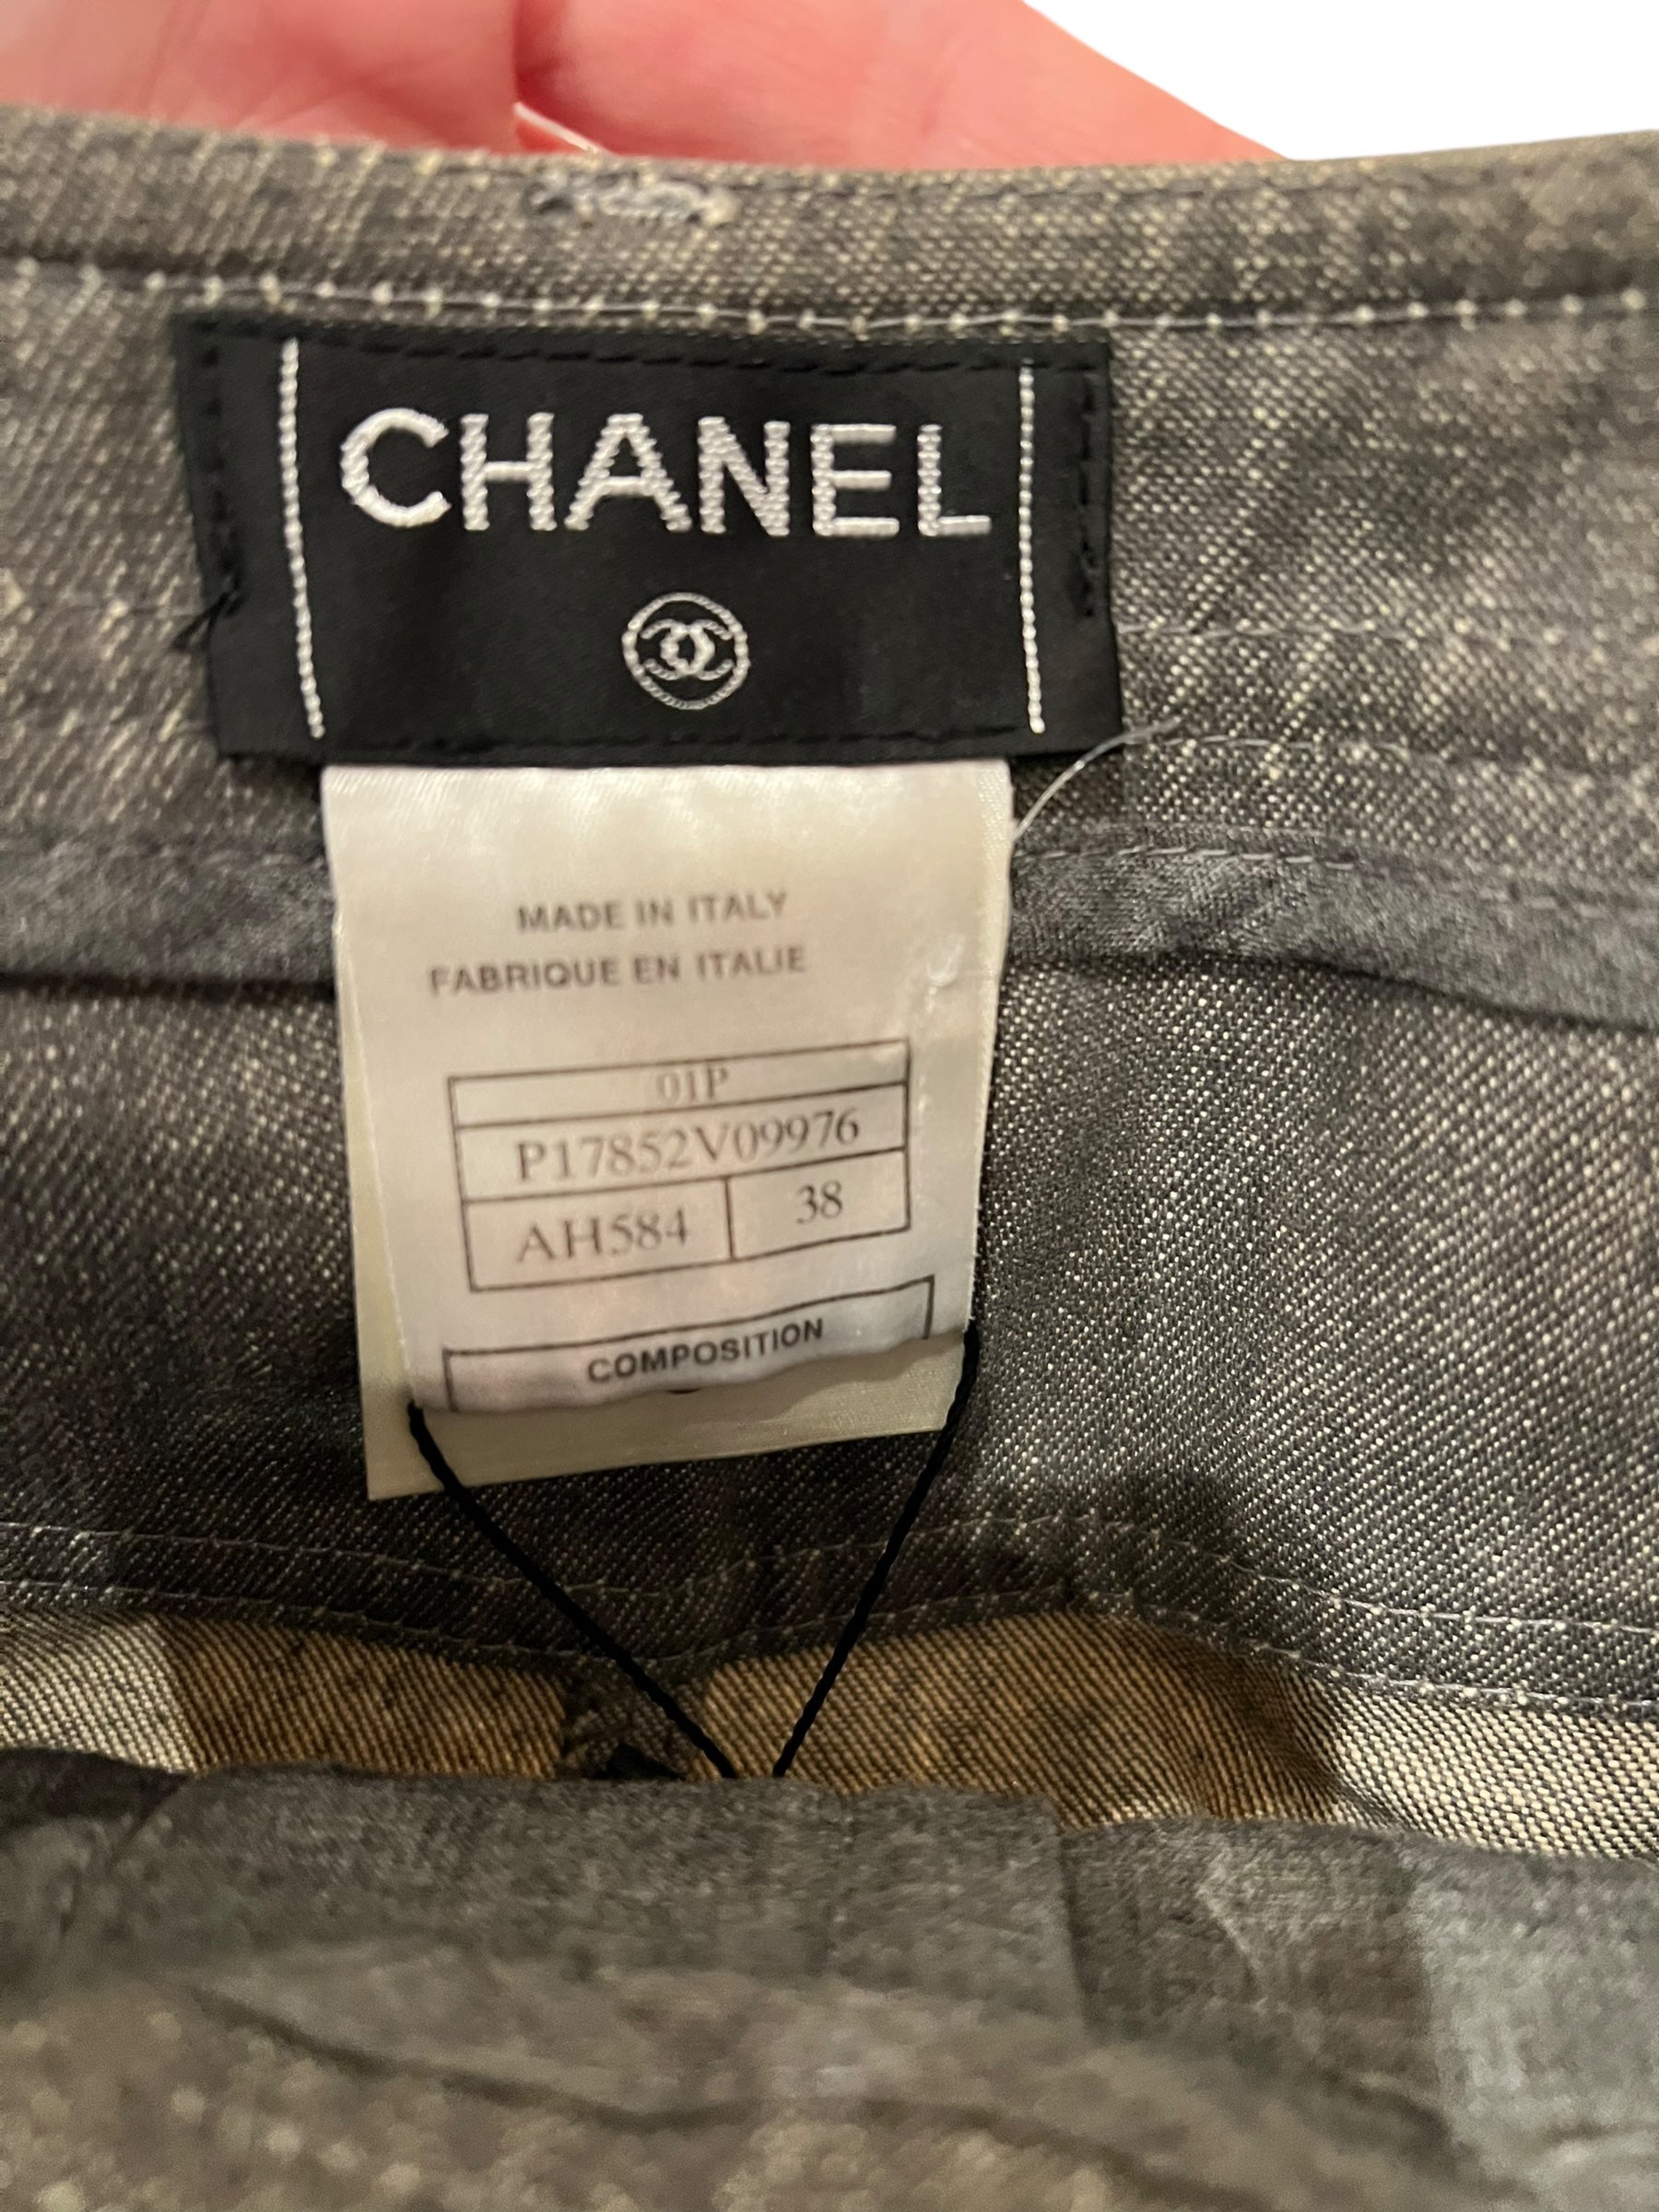 CHANEL
MADE IN ITALY
FABRIQUE EN ITALIE
01P
P17852V09976
AH584 38
COMPOSITION